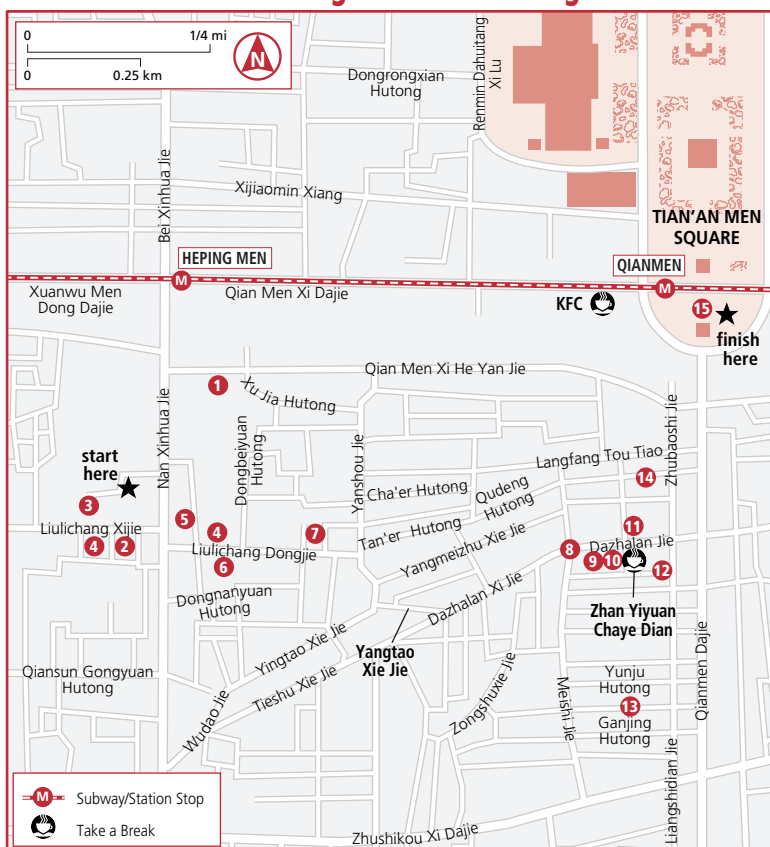 0
1/4 mi
0
0.25 km
N
Dongrongxian
Hutong
Renmin Dahuitang
Xi Lu
Bei Xinhua Jie
Xijiaomin Xiang
TIAN'AN MEN
SQUARE
HEPING MEN
QIANMEN
M
M
Xuanwu Men
Dong Dajie
Qian Men Xi Dajie
KFC
15
finish
here
Qian Men Xi He Yan Jie
1
Xu Jia Hutong
Nan Xinhua Jie
Dongbeiyuan
Hutong
Yanshou Jie
Zhubaoshi Jie
start
here
Langfang Tou Tiao
14
Cha'er Hutong
Qudeng
Hutong
3
Liulichang Xijie
4
2
5
4
7
Tan'er Hutong
Liulichang Dongjie
6
Yangmeizhu Xie Jie
11
8
Dazhalan Jie
9
10
12
Dongnanyuan
Hutong
Dazhalan Xi Jie
Zhan Yiyuan
Chaye Dian
Yangtao
Xie Jie
Yingtao Xie Jie
Tieshu Xie Jie
Qiansun Gongyuan
Hutong
Wudao Jie
Zongshuxie Jie
Meishi Jie
Yunju
Hutong
13
Ganjing
Hutong
Qianmen Dajie
Liangshidian Jie
M
Subway/Station Stop
Take a Break
Zhushikou Xi Dajie